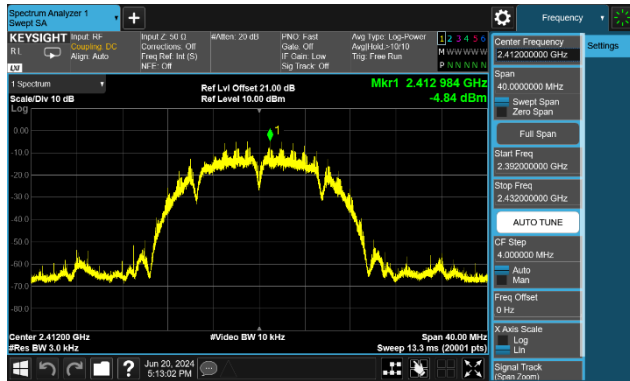 Spectrum Analyzer 1
Swept SA
+
Frequency
KEYSIGHT
Input: RF
Input Z: 50 Ω
#Atten: 20 dB
PNO: Fast
Avg Type: Log-Power
1 2 3 4 5 6
RL
Coupling: DC
Corrections: Off
Gate: Off
Avg|Hold:>10/10
M W W W W W
Align: Auto
Freq Ref: Int (S)
IF Gain: Low
Trig: Free Run
NFE: Off
Sig Track: Off
P N N N N N
LXI
1 Spectrum
Ref Lvl Offset 21.00 dB
Mkr1 2.412 984 GHz
Scale/Div 10 dB
Ref Level 10.00 dBm
-4.84 dBm
Log
1
0.00
-10.0
-20.0
-30.0
-40.0
-50.0
-60.0
-70.0
-80.0
Center 2.41200 GHz
#Video BW 10 kHz
Span 40.00 MHz
#Res BW 3.0 kHz
Sweep 13.3 ms (20001 pts)
?
Jun 20, 2024
5:13:02 PM
Center Frequency
2.412000000 GHz
Settings
Span
40.0000000 MHz
Swept Span
Zero Span
Full Span
Start Freq
2.392000000 GHz
Stop Freq
2.432000000 GHz
AUTO TUNE
CF Step
4.000000 MHz
Auto
Man
Freq Offset
0 Hz
X Axis Scale
Log
Lin
Signal Track
(Span Zoom)